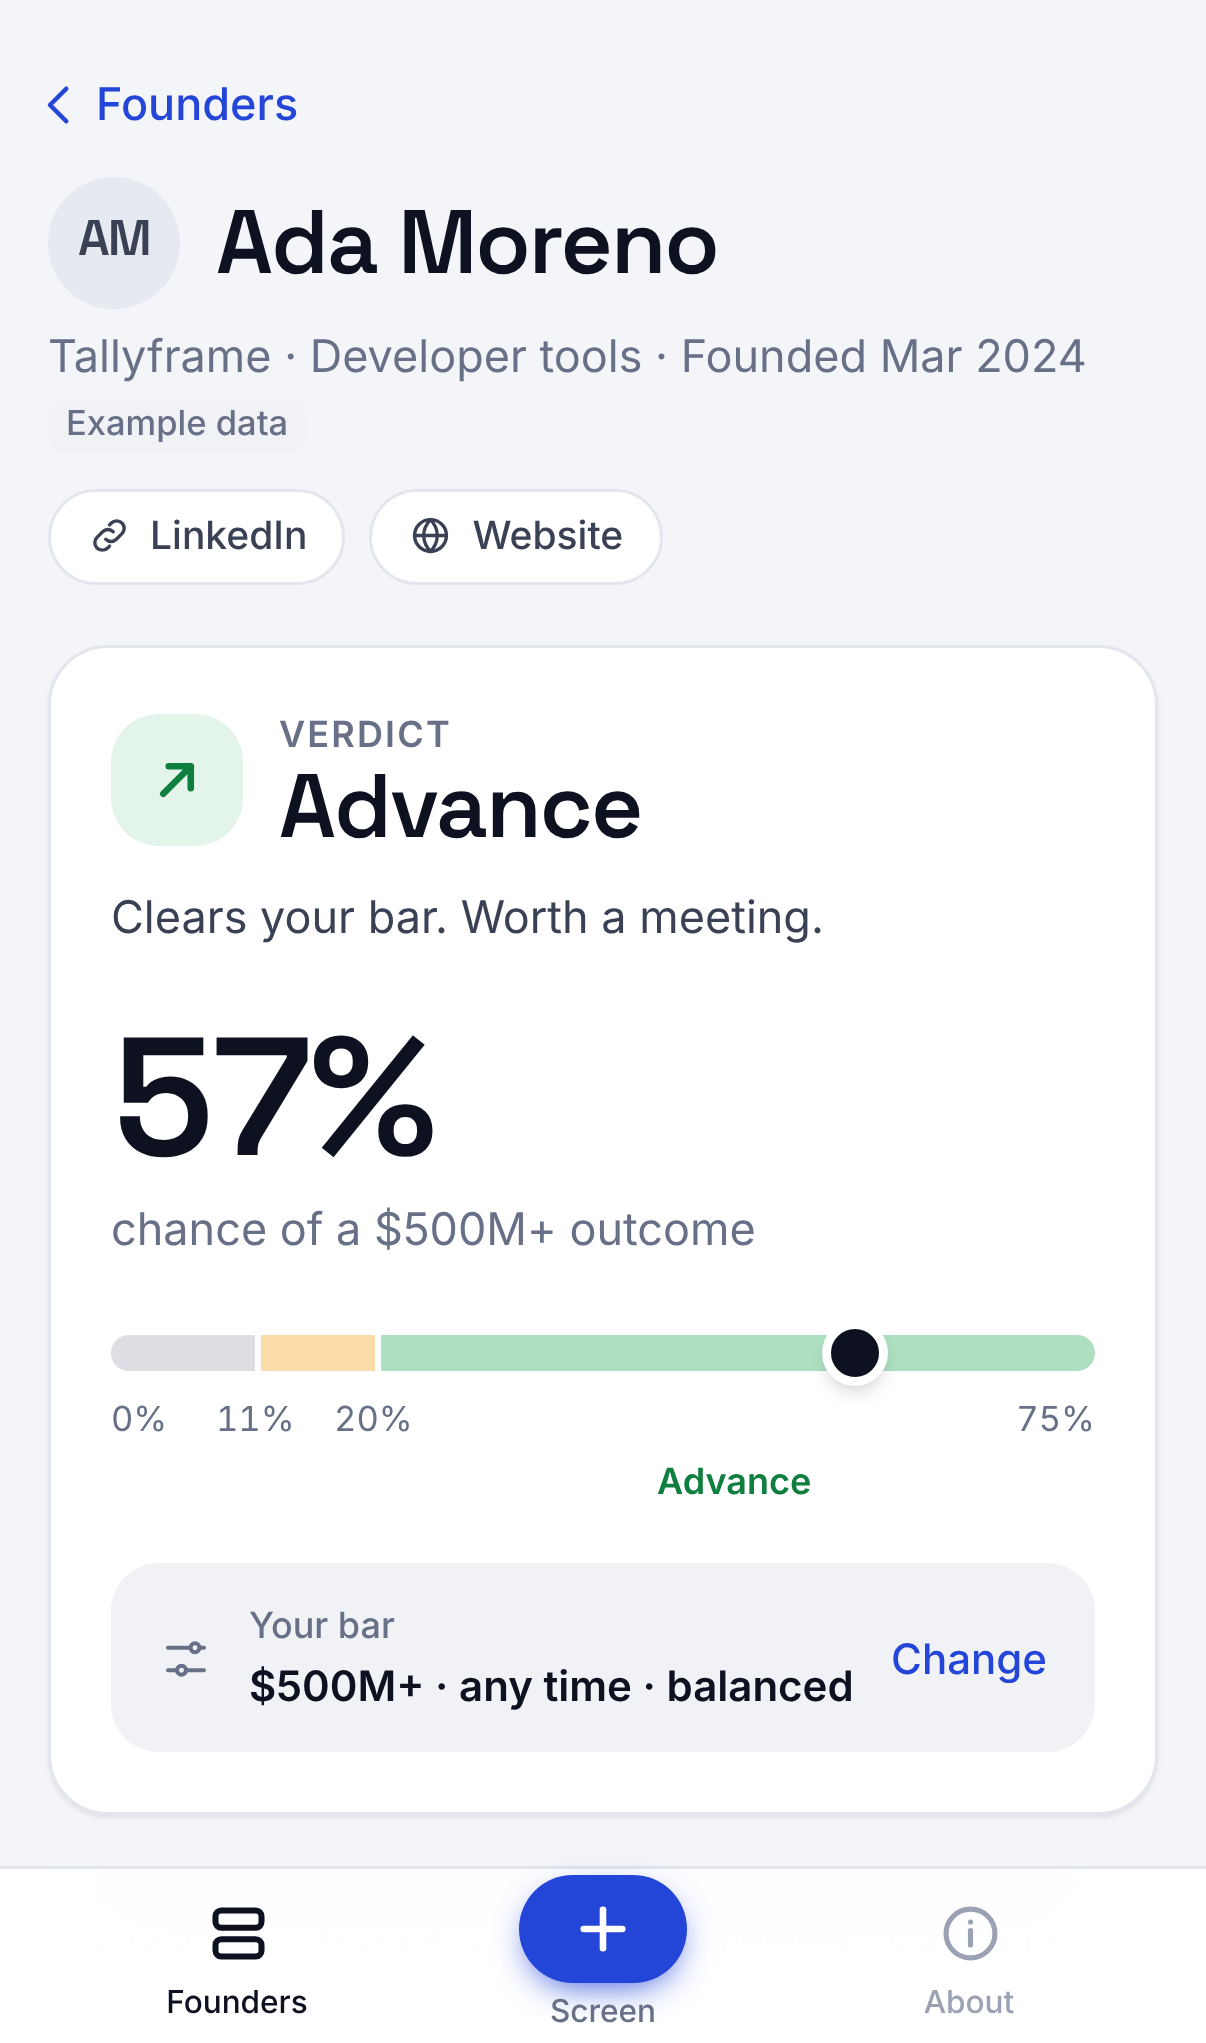 Founders
AM
Ada Moreno
Tallyframe · Developer tools · Founded Mar 2024
Example data
LinkedIn
Website
VERDICT
Advance
Clears your bar. Worth a meeting.
57%
chance of a $500M+ outcome
0% 11% 20% 75%
Advance
Your bar
$500M+ · any time · balanced
Change
Founders
Screen
About